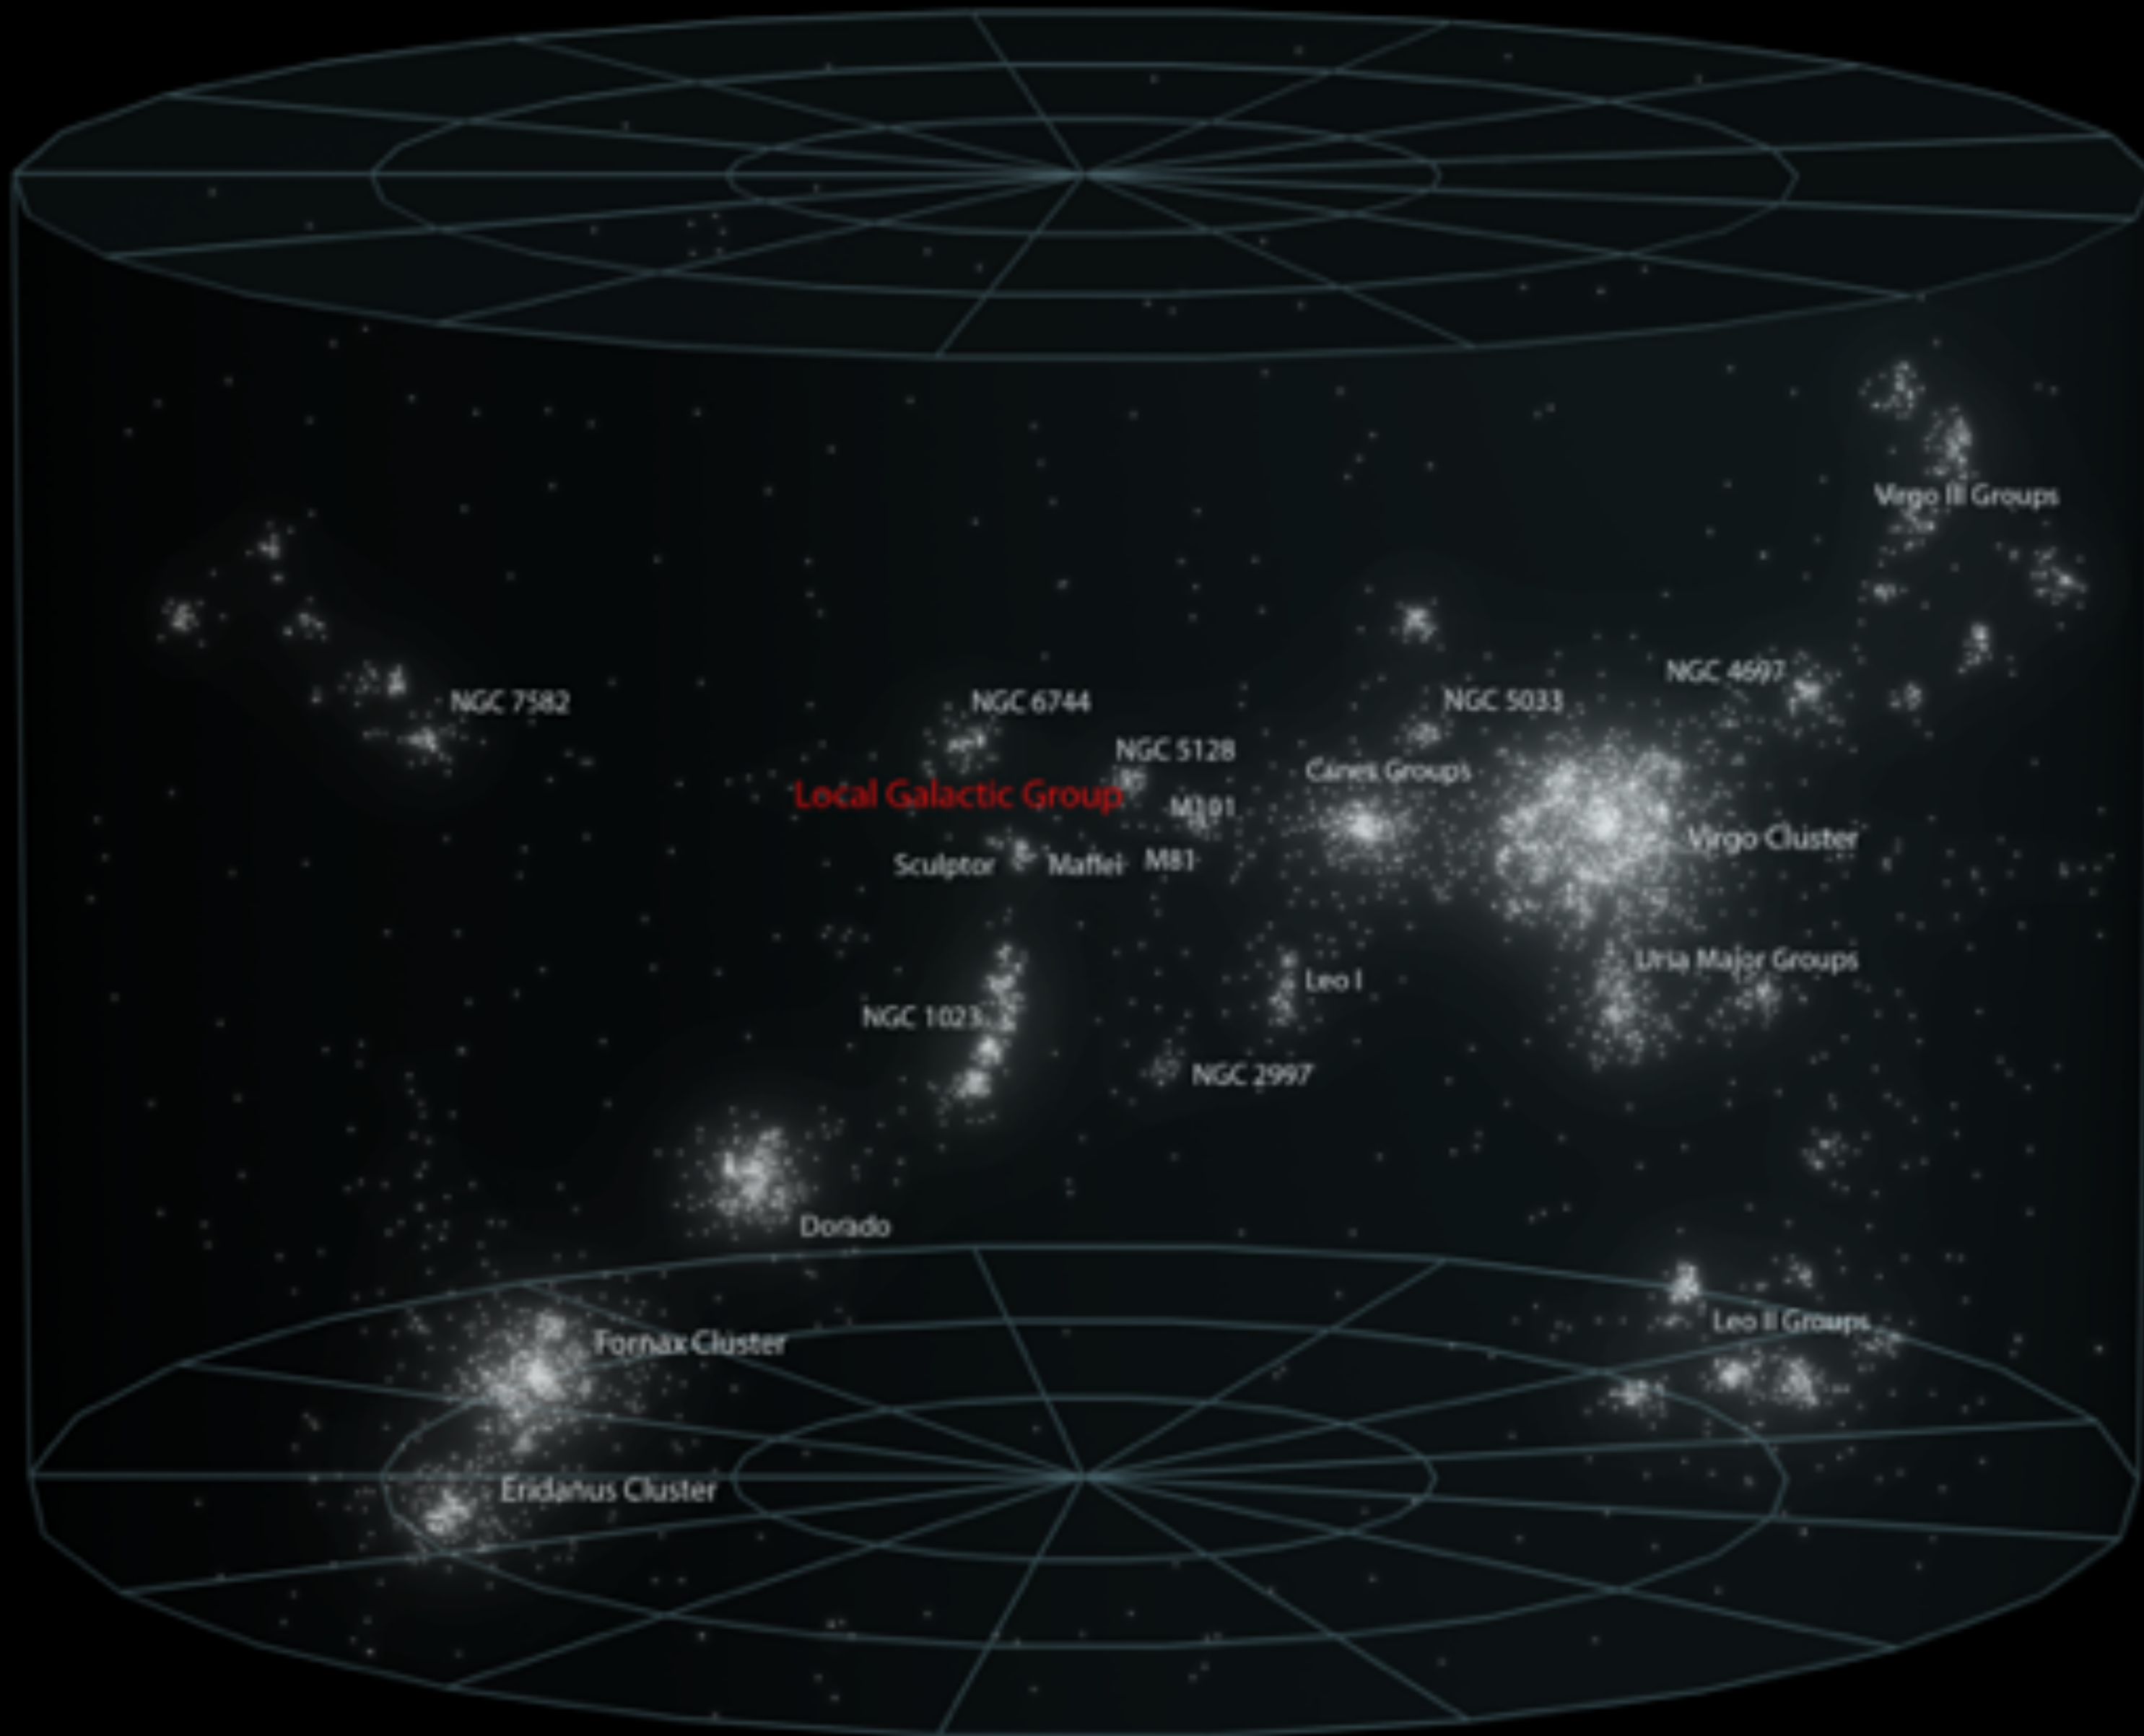 Virgo III Groups
NGC 4697
NGC 7582
NGC 6744
NGC 5033
NGC 5128
Canes Groups
Local Galactic Group
M101
Virgo Cluster
Sculptor
Maffei
M81
Ursa Major Groups
Leo I
NGC 1023
NGC 2997
Dorado
Leo II Groups
Fornax Cluster
Eridanus Cluster